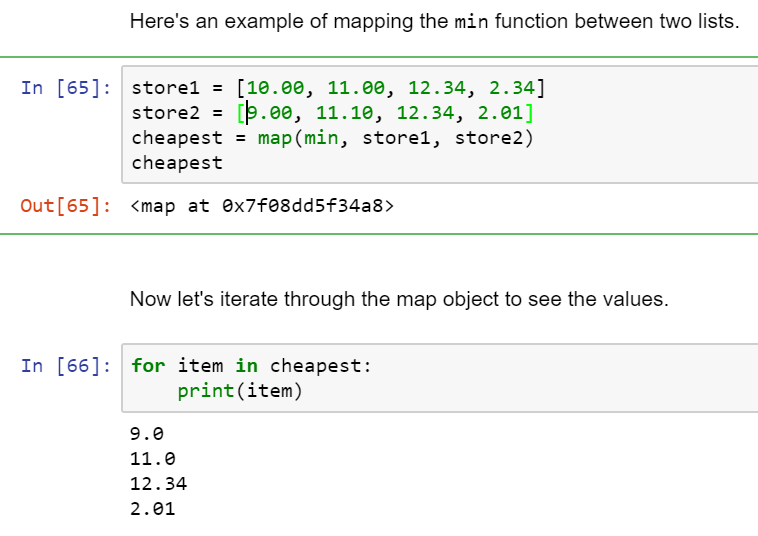 Here's an example of mapping the min function between two lists.
In [65]: store1 = [10.00, 11.00, 12.34, 2.34]
store2 = [9.00, 11.10, 12.34, 2.01]
cheapest = map(min, store1, store2)
cheapest
Out[65]: <map at 0x7f08dd5f34a8>
Now let's iterate through the map object to see the values.
In [66]: for item in cheapest:
    print(item)
9.0
11.0
12.34
2.01